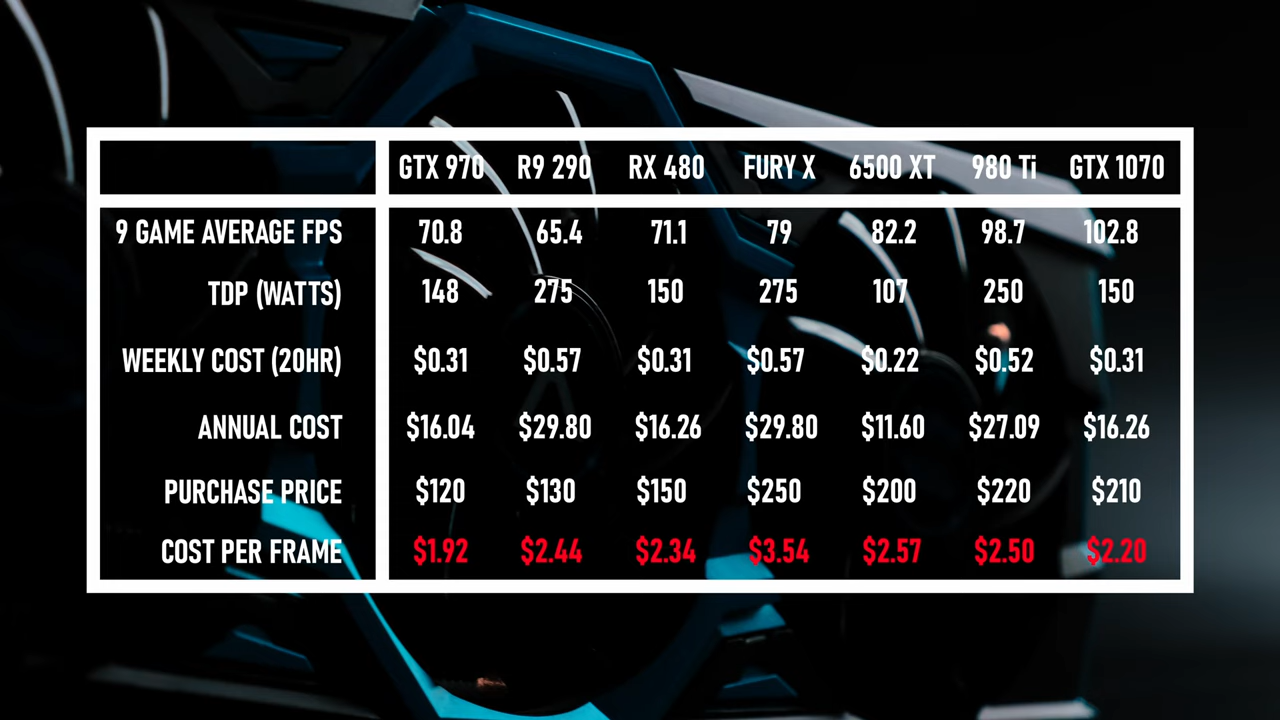 GTX 970 R9 290 RX 480 FURY X 6500 XT 980 Ti GTX 1070
9 GAME AVERAGE FPS 70.8 65.4 71.1 79 82.2 98.7 102.8
TDP (WATTS) 148 275 150 275 107 250 150
WEEKLY COST (20HR) $0.31 $0.57 $0.31 $0.57 $0.22 $0.52 $0.31
ANNUAL COST $16.04 $29.80 $16.26 $29.80 $11.60 $27.09 $16.26
PURCHASE PRICE $120 $130 $150 $250 $200 $220 $210
COST PER FRAME $1.92 $2.44 $2.34 $3.54 $2.57 $2.50 $2.20